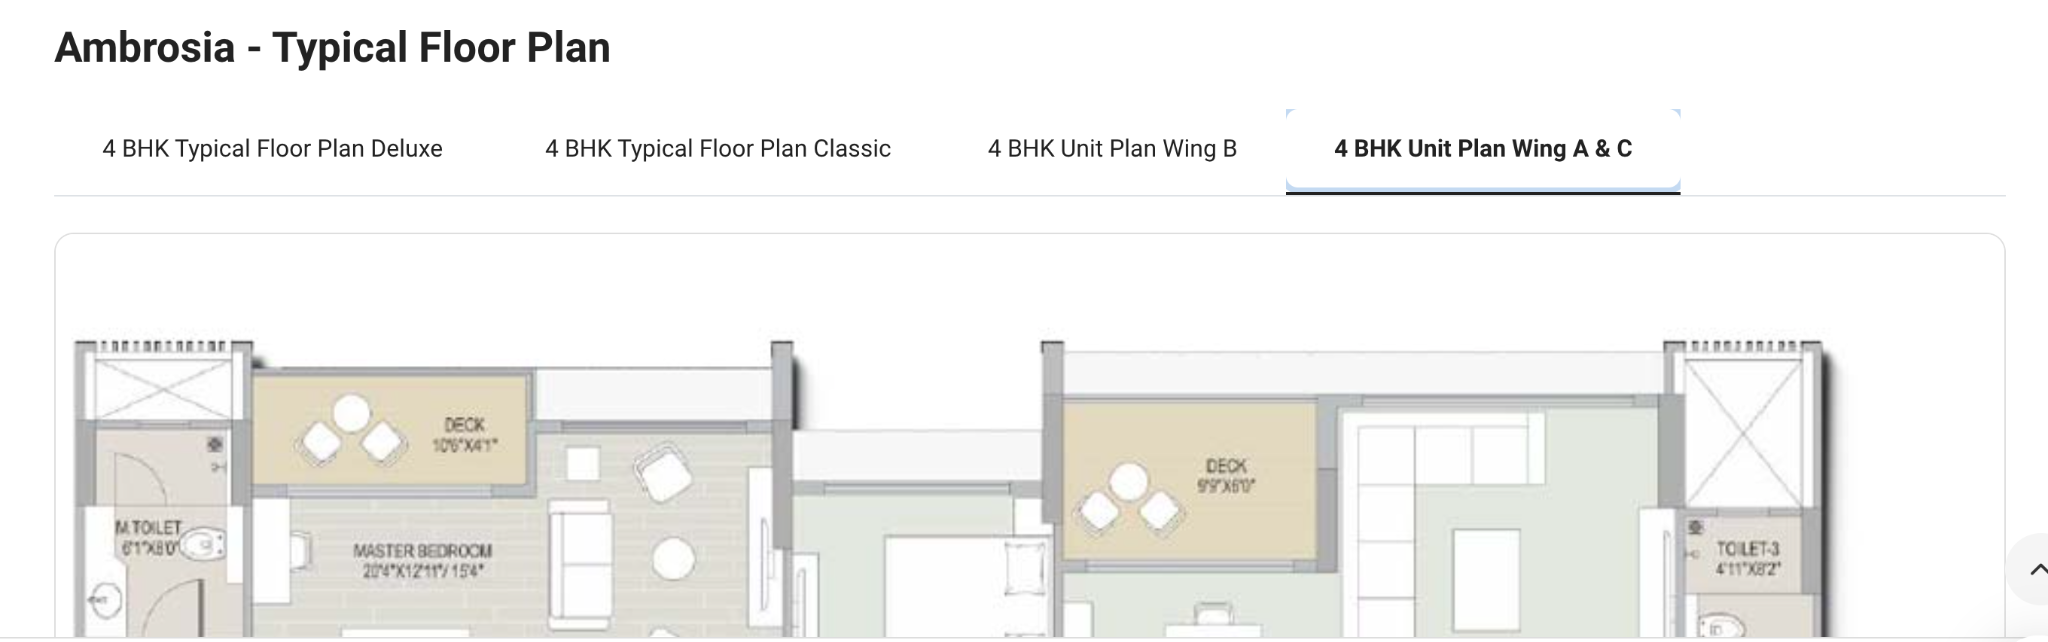 Ambrosia - Typical Floor Plan
4 BHK Typical Floor Plan Deluxe
4 BHK Typical Floor Plan Classic
4 BHK Unit Plan Wing B
4 BHK Unit Plan Wing A & C
DECK
10'6"X4'1"
DECK
9'9"X6'0"
M.TOILET
6'1"X8'0"
MASTER BEDROOM
20'4"X12'11"/ 15'4"
TOILET-3
4'11"X8'2"